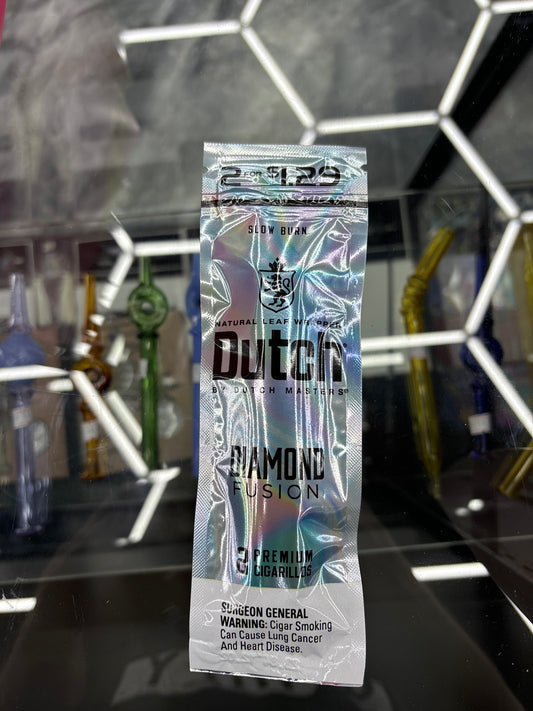 2 FOR $1.29
SLOW BURN
NATURAL LEAF WRAPPER
Dutch
BY DUTCH MASTERS®
DIAMOND
FUSION
2 PREMIUM
CIGARILLOS
SURGEON GENERAL
WARNING: Cigar Smoking
Can Cause Lung Cancer
And Heart Disease.